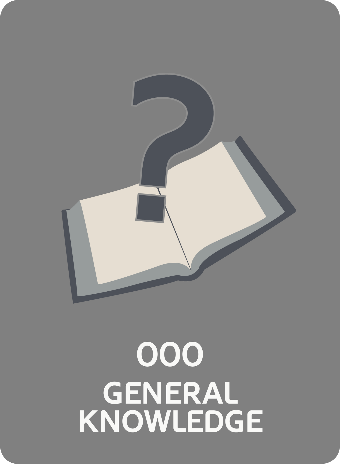 ?
000
GENERAL
KNOWLEDGE